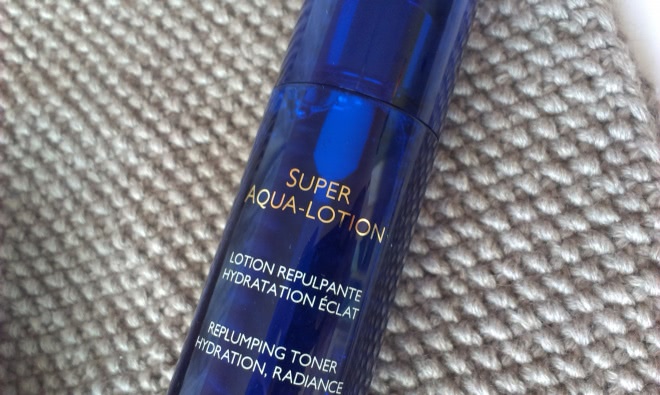 SUPER
AQUA-LOTION
LOTION REPULPANTE
HYDRATATION ÉCLAT
REPLUMPING TONER
HYDRATION, RADIANCE